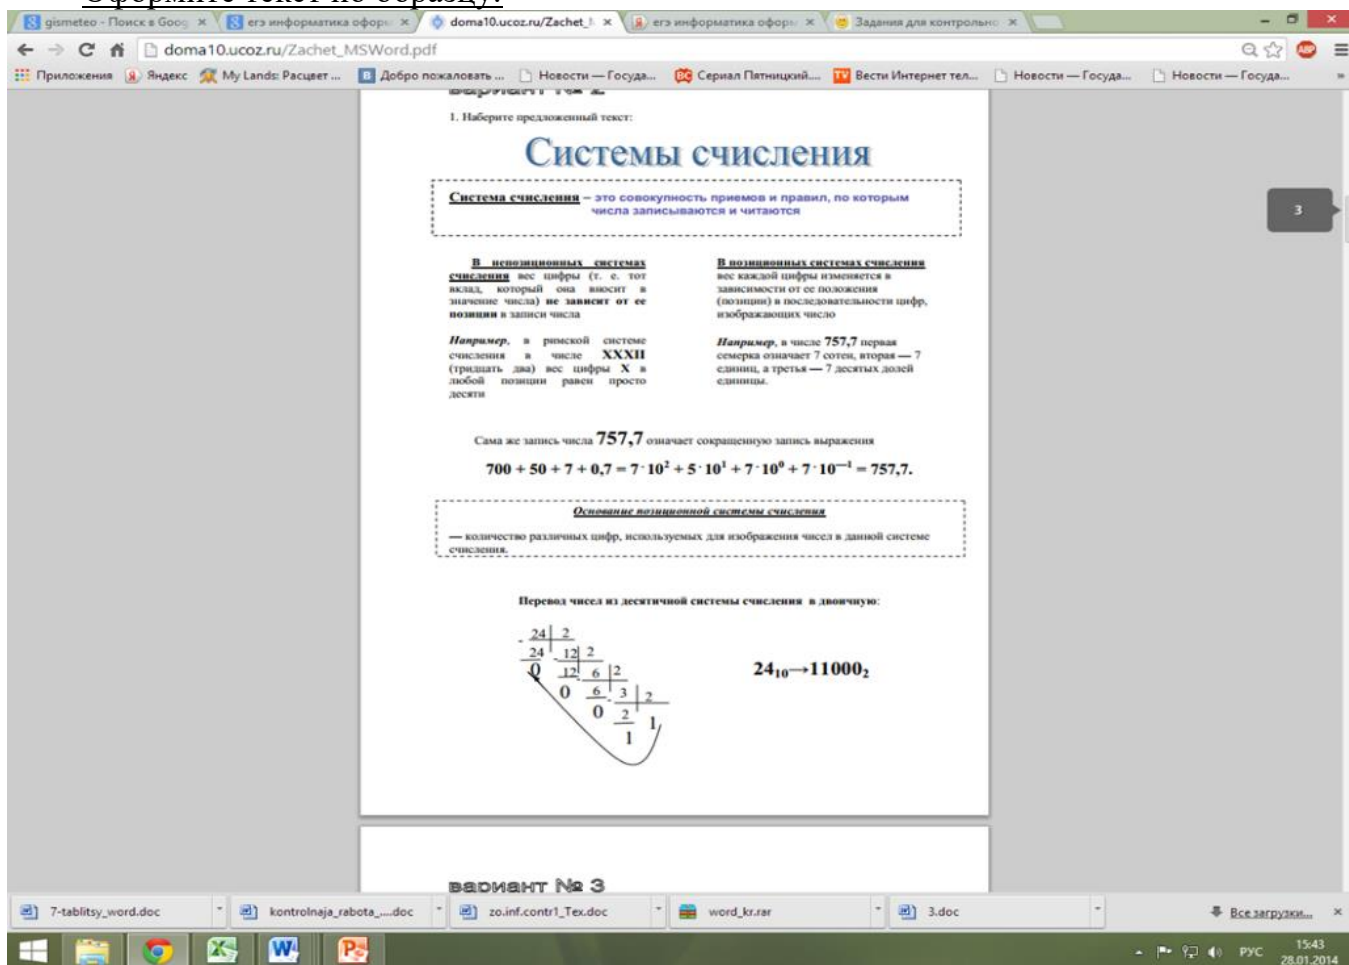 Оформите текст по образцу:
gismeteo - Поиск в Goog
егэ информатика оформ
doma10.ucoz.ru/Zachet_M
егэ информатика оформ
Задания для контрольно
doma10.ucoz.ru/Zachet_MSWord.pdf
Приложения Яндекс My Lands: Расцвет ... Добро пожаловать ... Новости — Госуда... Сериал Пятницкий.... Вести Интернет тел... Новости — Госуда... Новости — Госуда...
вариант № 2
1. Наберите предложенный текст:
Системы счисления
Система счисления – это совокупность приемов и правил, по которым
числа записываются и читаются
3
В непозиционных системах
счисления вес цифры (т. е. тот
вклад, который она вносит в
значение числа) не зависит от ее
позиции в записи числа
Например, в римской системе
счисления в числе XXXII
(тридцать два) вес цифры X в
любой позиции равен просто
десяти
В позиционных системах счисления
вес каждой цифры изменяется в
зависимости от ее положения
(позиции) в последовательности цифр,
изображающих число
Например, в числе 757,7 первая
семерка означает 7 сотен, вторая — 7
единиц, а третья — 7 десятых долей
единицы.
Сама же запись числа 757,7 означает сокращенную запись выражения
700 + 50 + 7 + 0,7 = 7·10² + 5·10¹ + 7·10⁰ + 7·10⁻¹ = 757,7.
Основание позиционной системы счисления
— количество различных цифр, используемых для изображения чисел в данной системе
счисления.
Перевод чисел из десятичной системы счисления в двоичную:
- 24 2
24 - 12 2
0 12 - 6 2
0 6 - 3 2
0 2 1
1
24₁₀→11000₂
вариант № 3
7-tablitsy_word.doc kontrolnaja_rabota_....doc zo.inf.contr1_Tex.doc word_kr.rar 3.doc Все загрузки...
РУС 15:43
28.01.2014